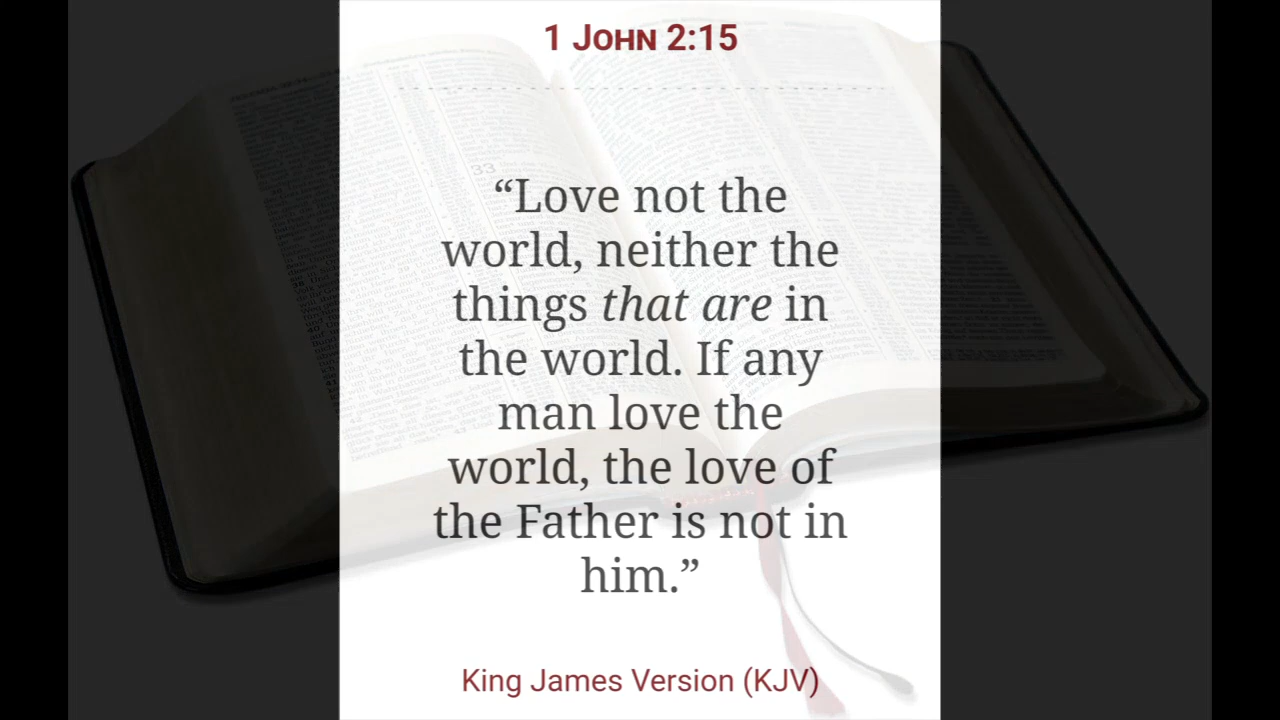 1 John 2:15
“Love not the
world, neither the
things that are in
the world. If any
man love the
world, the love of
the Father is not in
him.”
King James Version (KJV)